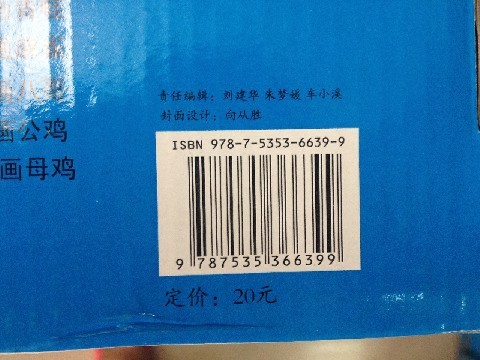 责任编辑：刘建华 朱梦媛 车小溪
封面设计：向从胜
画公鸡
画母鸡
ISBN 978-7-5353-6639-9
9 787535 366399
定价：20元